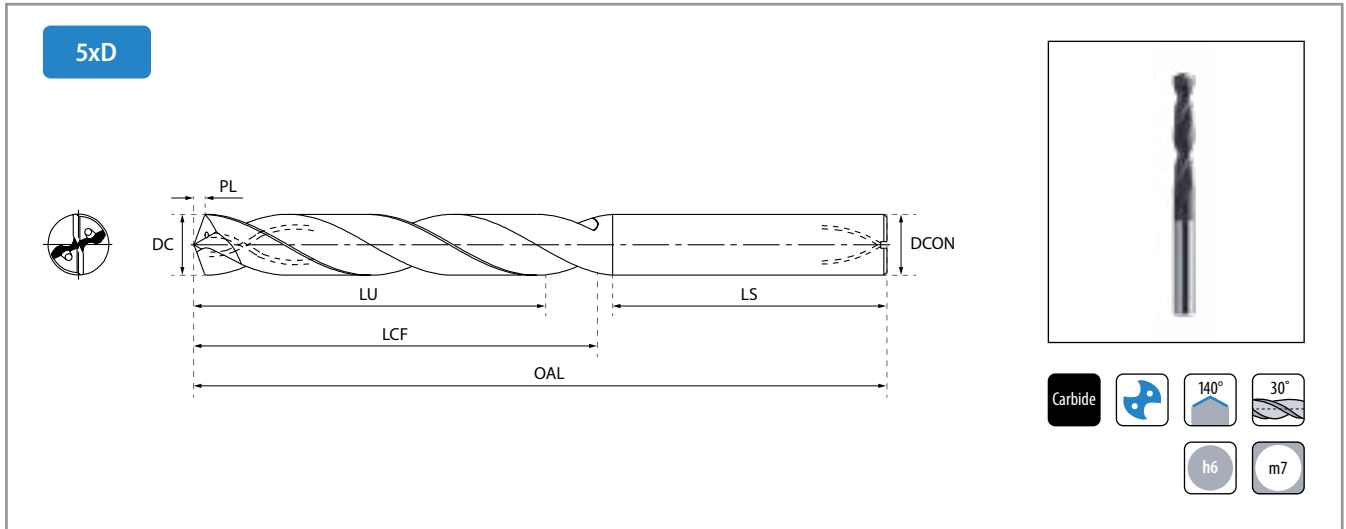 5xD
PL
DC
DCON
LU
LS
LCF
OAL
Carbide
140°
30°
h6
m7